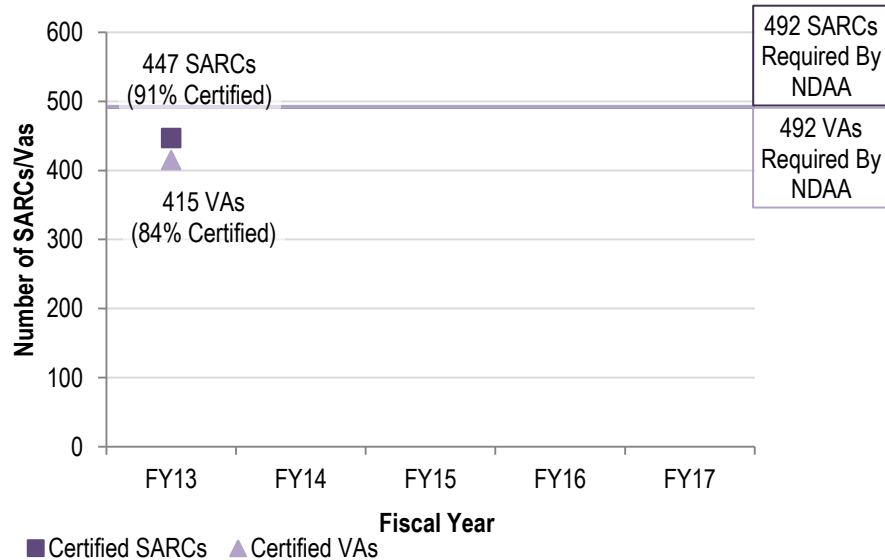 600
500
400
300
200
100
0
Number of SARCs/Vas
447 SARCs
(91% Certified)
415 VAs
(84% Certified)
492 SARCs
Required By
NDAA
492 VAs
Required By
NDAA
FY13 FY14 FY15 FY16 FY17
Fiscal Year
Certified SARCs Certified VAs